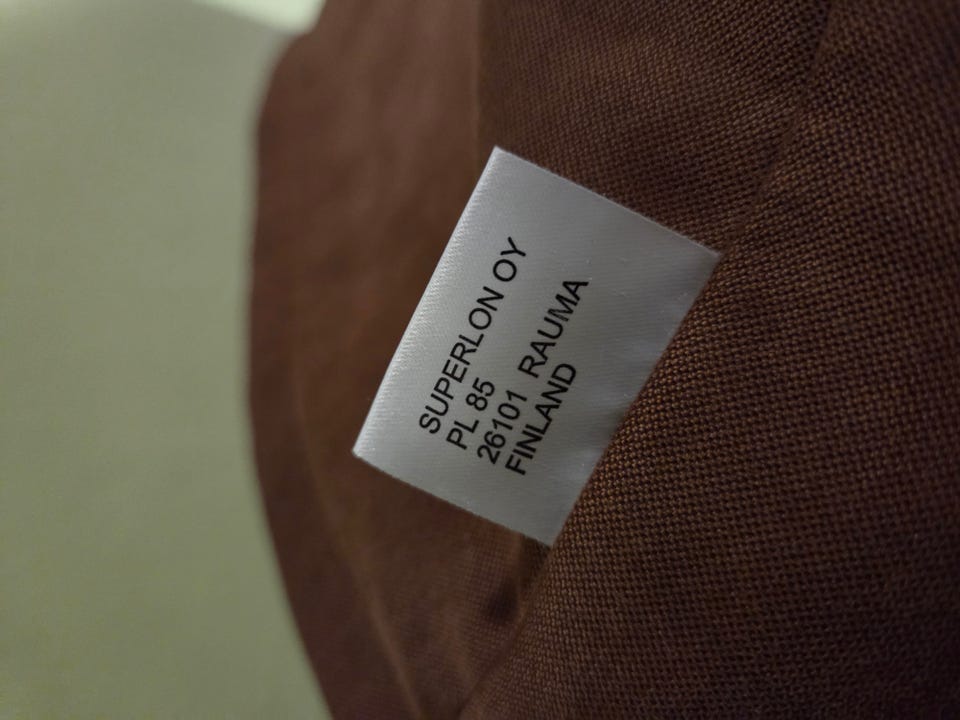 SUPERLON OY
PL 85
26101 RAUMA
FINLAND